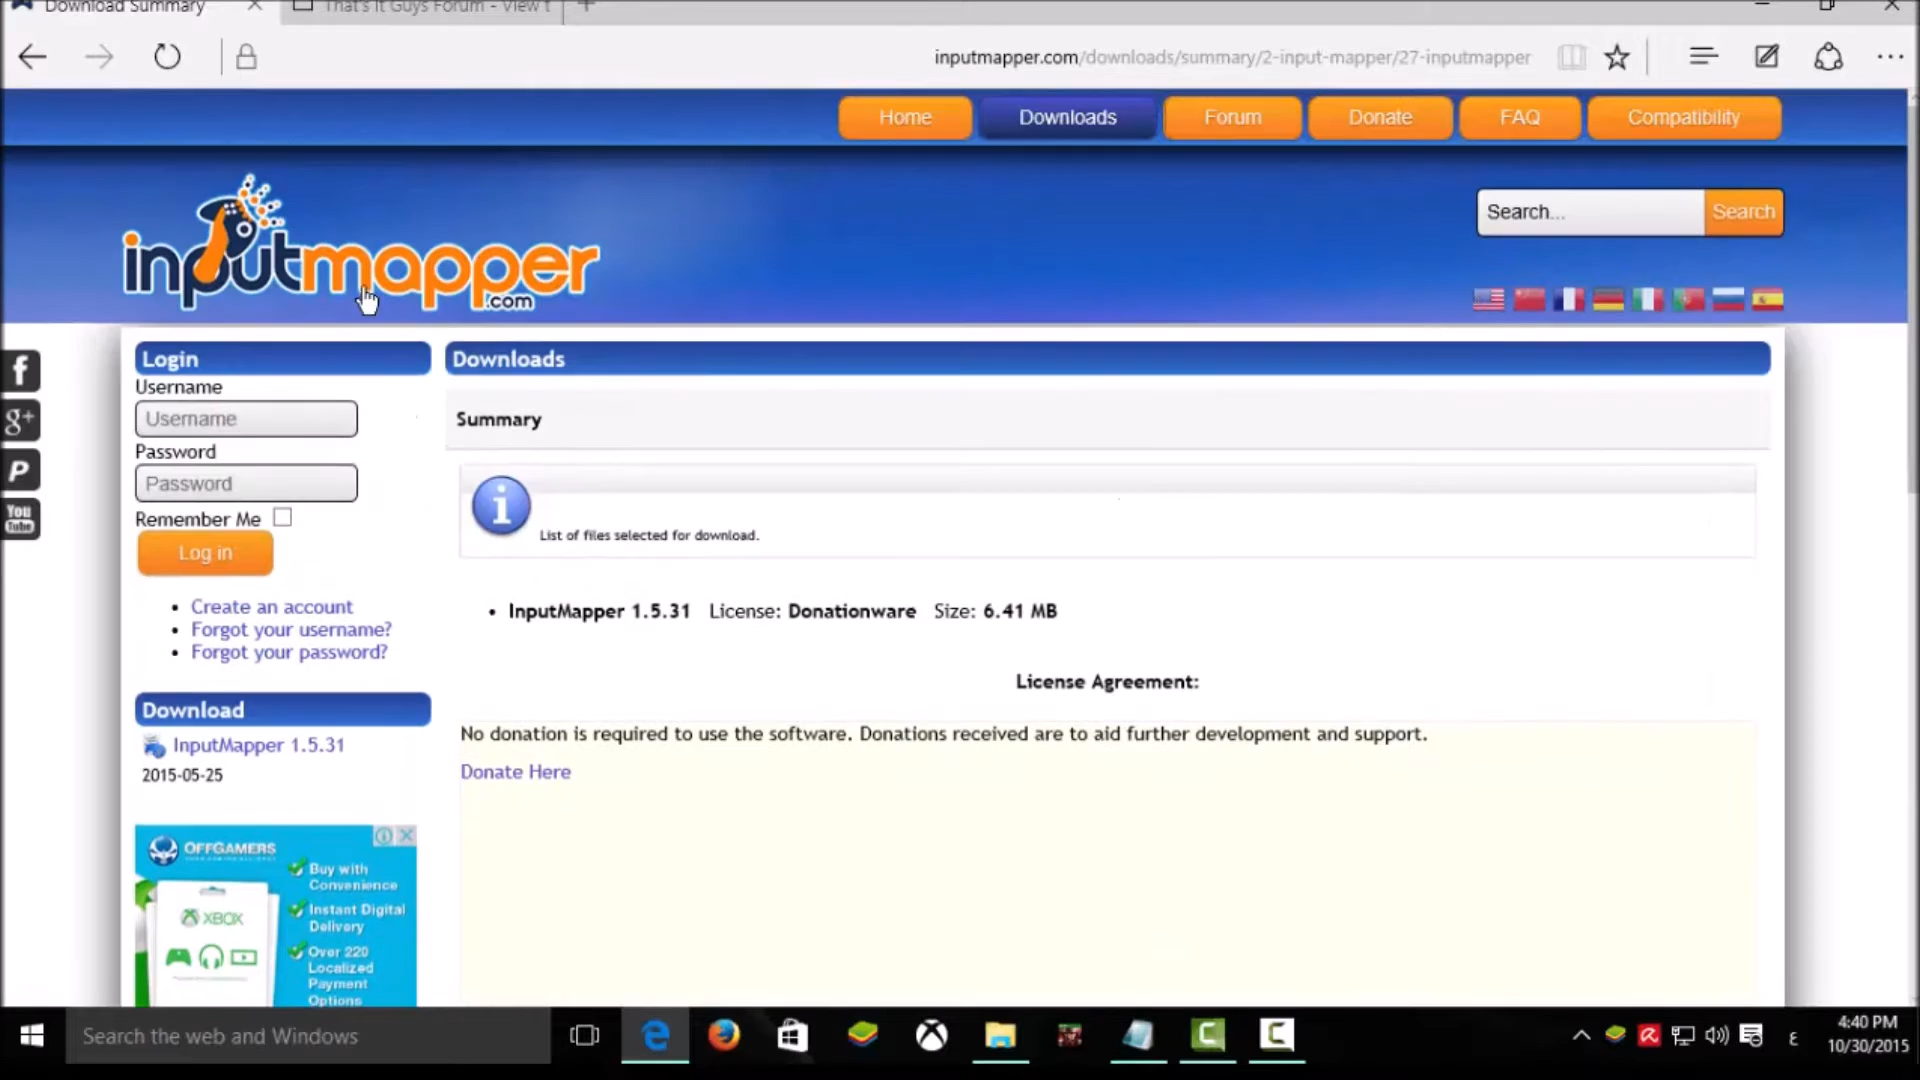 Download Summary
That's It Guys Forum - View t
inputmapper.com/downloads/summary/2-input-mapper/27-inputmapper
Home
Downloads
Forum
Donate
FAQ
Compatibility
inputmapper
.com
Search...
Search
f
g+
P
You
Tube
Login
Username
Username
Password
Password
Remember Me
Log in
Create an account
Forgot your username?
Forgot your password?
Download
InputMapper 1.5.31
2015-05-25
OFFGAMERS
Buy with
Convenience
Instant Digital
Delivery
Over 220
Localized
Payment
Options
XBOX
Downloads
Summary
List of files selected for download.
InputMapper 1.5.31 License: Donationware Size: 6.41 MB
License Agreement:
No donation is required to use the software. Donations received are to aid further development and support.
Donate Here
Search the web and Windows
ع
4:40 PM
10/30/2015